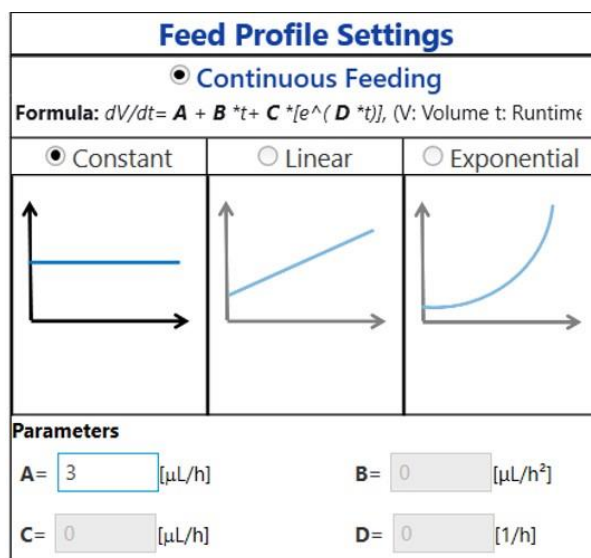 Feed Profile Settings
Continuous Feeding
Formula: dV/dt= A + B *t+ C *[e^( D *t)], (V: Volume t: Runtime
Constant Linear Exponential
Parameters
A= 3 [µL/h] B= 0 [µL/h²]
C= 0 [µL/h] D= 0 [1/h]